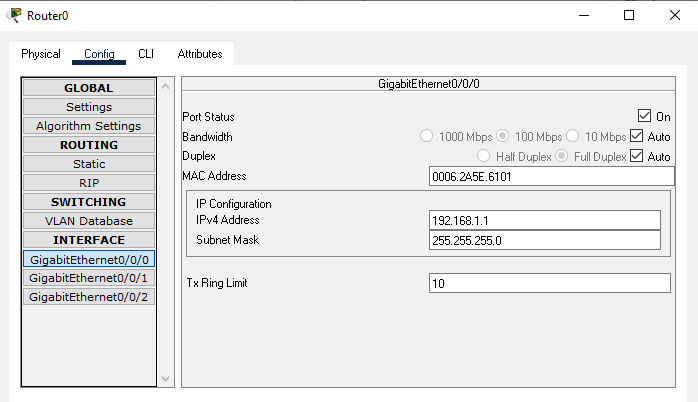 Router0
Physical Config CLI Attributes
GLOBAL
Settings
Algorithm Settings
ROUTING
Static
RIP
SWITCHING
VLAN Database
INTERFACE
GigabitEthernet0/0/0
GigabitEthernet0/0/1
GigabitEthernet0/0/2
GigabitEthernet0/0/0
Port Status On
Bandwidth 1000 Mbps 100 Mbps 10 Mbps Auto
Duplex Half Duplex Full Duplex Auto
MAC Address 0006.2A5E.6101
IP Configuration
IPv4 Address 192.168.1.1
Subnet Mask 255.255.255.0
Tx Ring Limit 10